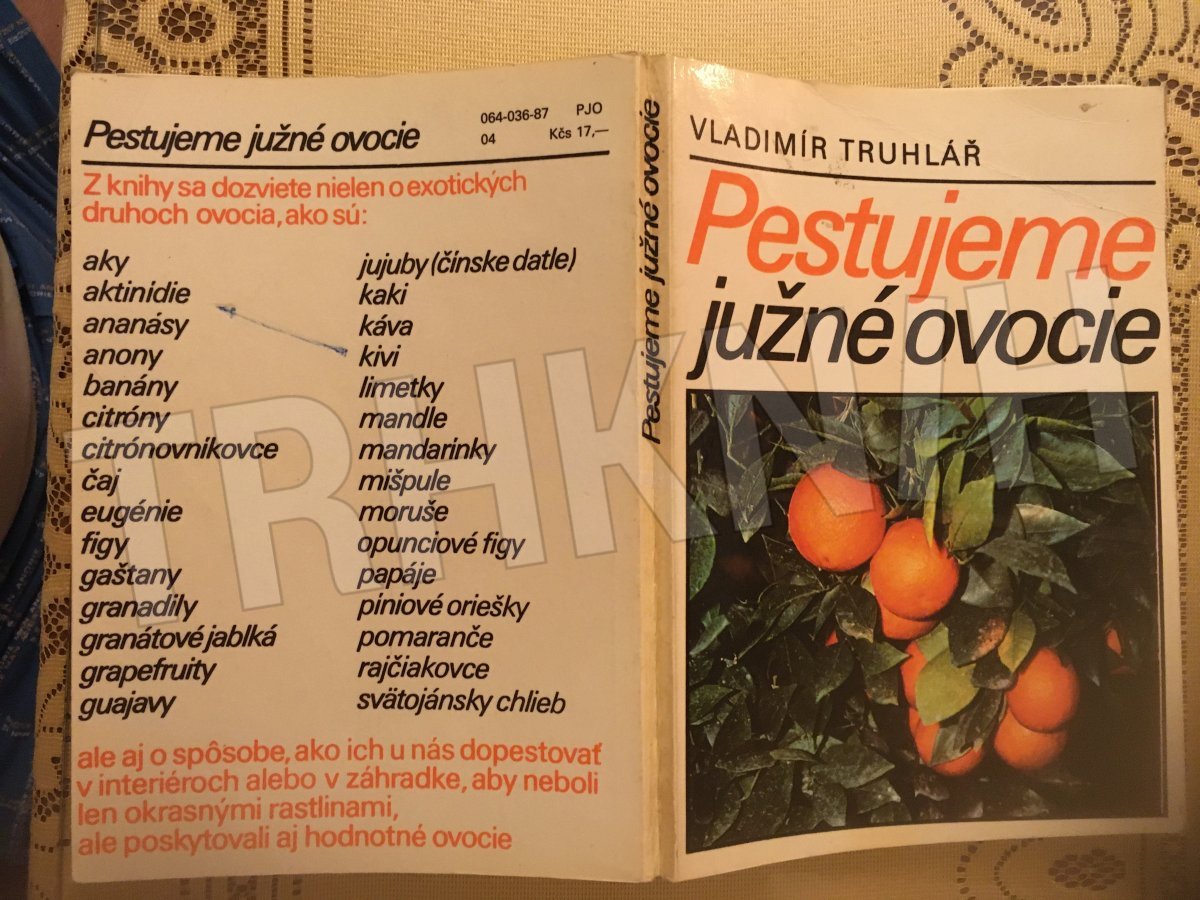 Pestujeme južné ovocie
064-036-87 PJO
04 Kčs 17,—
Z knihy sa dozviete nielen o exotických
druhoch ovocia, ako sú:
aky
aktinidie
ananásy
anony
banány
citróny
citrónovnikovce
čaj
eugénie
figy
gaštany
granadily
granátové jablká
grapefruity
guajavy
jujuby (čínske datle)
kaki
káva
kivi
limetky
mandle
mandarinky
mišpule
moruše
opunciové figy
papáje
píniové oriešky
pomaranče
rajčiakovce
svätojánsky chlieb
ale aj o spôsobe, ako ich u nás dopestovať
v interiéroch alebo v záhradke, aby neboli
len okrasnými rastlinami,
ale poskytovali aj hodnotné ovocie
Pestujeme južné ovocie
VLADIMÍR TRUHLÁŘ
Pestujeme
južné ovocie
TRHKNIH